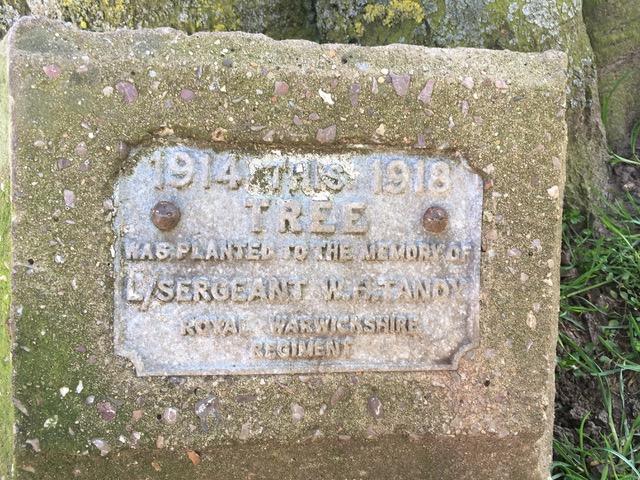 1914 THIS 1918
TREE
WAS PLANTED TO THE MEMORY OF
L/SERGEANT W.H. TANDY
ROYAL WARWICKSHIRE
REGIMENT